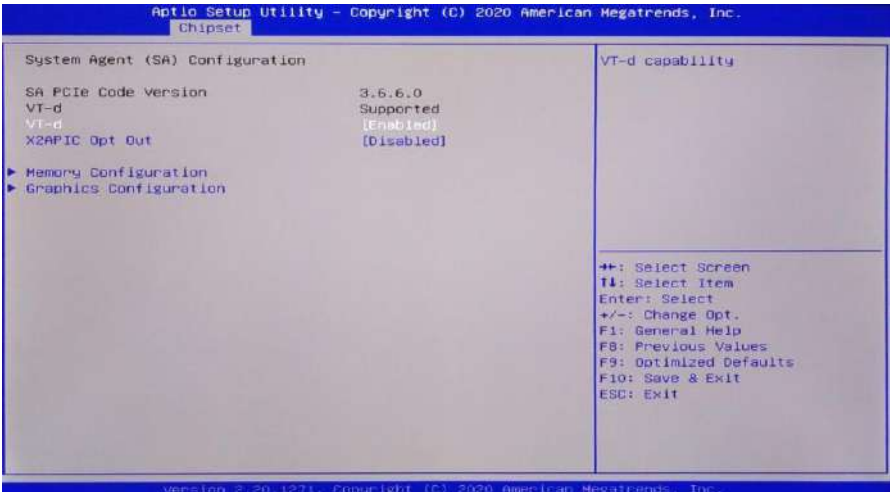 Aptio Setup Utility – Copyright (C) 2020 American Megatrends, Inc.
Chipset
System Agent (SA) Configuration
SA PCIe Code Version 3.6.6.0
VT-d Supported
VT-d [Enabled]
X2APIC Opt Out [Disabled]
► Memory Configuration
► Graphics Configuration
VT-d capability
→←: Select Screen
↑↓: Select Item
Enter: Select
+/-: Change Opt.
F1: General Help
F8: Previous Values
F9: Optimized Defaults
F10: Save & Exit
ESC: Exit
Version 2.20.1271. Copyright (C) 2020 American Megatrends, Inc.